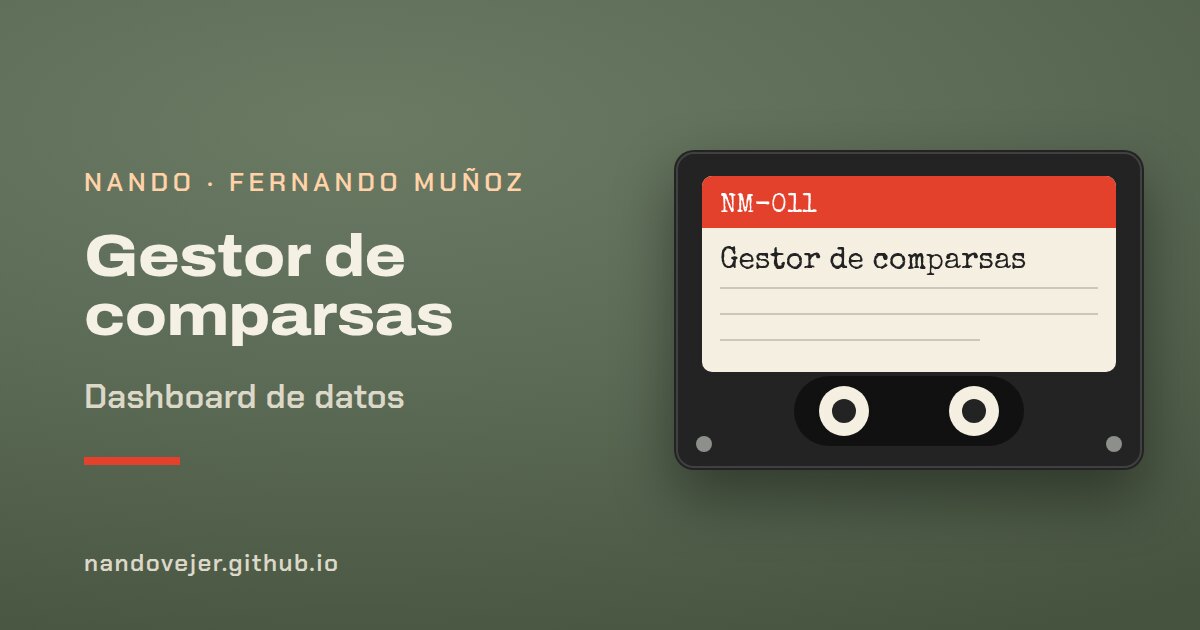 NANDO · FERNANDO MUÑOZ
Gestor de
comparsas
Dashboard de datos
nandovejer.github.io
NM-011
Gestor de comparsas